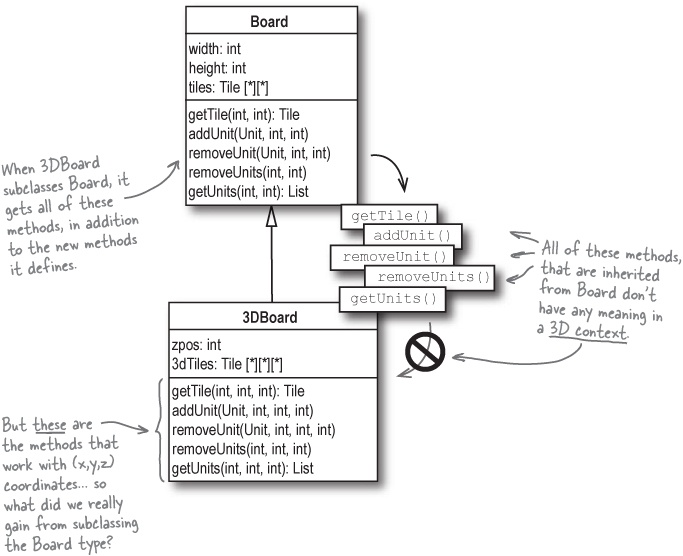 Board
width: int
height: int
tiles: Tile [*][*]
getTile(int, int): Tile
addUnit(Unit, int, int)
removeUnit(Unit, int, int)
removeUnits(int, int)
getUnits(int, int): List
When 3DBoard
subclasses Board, it
gets all of these
methods, in addition
to the new methods
it defines.
getTile()
addUnit()
removeUnit()
removeUnits()
getUnits()
All of these methods,
that are inherited
from Board don't
have any meaning in
a 3D context.
3DBoard
zpos: int
3dTiles: Tile [*][*][*]
getTile(int, int, int): Tile
addUnit(Unit, int, int, int)
removeUnit(Unit, int, int, int)
removeUnits(int, int, int)
getUnits(int, int, int): List
But these are
the methods that
work with (x,y,z)
coordinates... so
what did we really
gain from subclassing
the Board type?